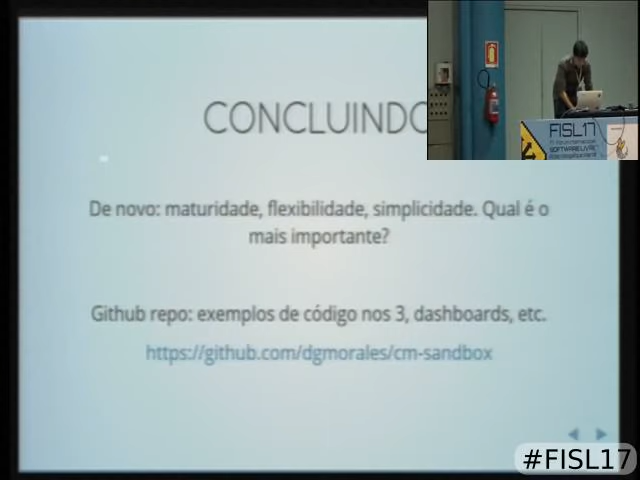 CONCLUINDO
De novo: maturidade, flexibilidade, simplicidade. Qual é o
mais importante?
Github repo: exemplos de código nos 3, dashboards, etc.
https://github.com/dgmorales/cm-sandbox
FISL17
#FISL17